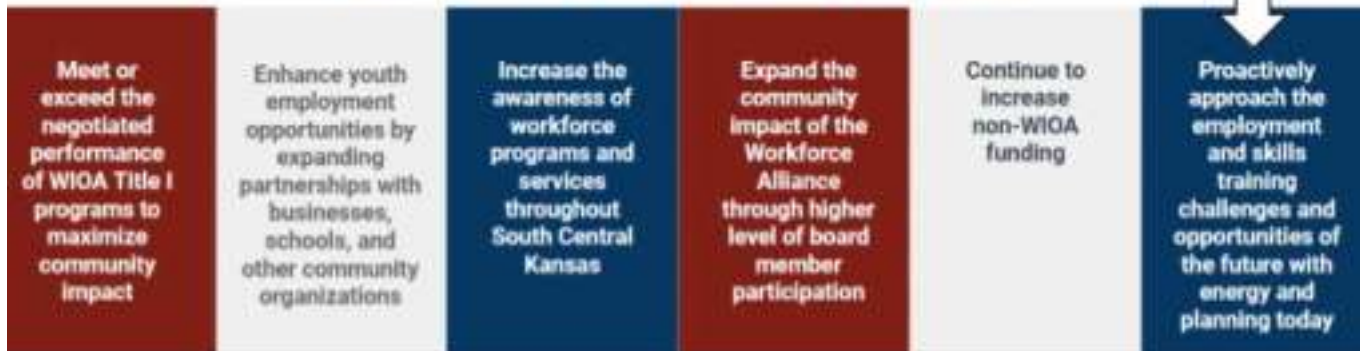 Meet or
exceed the
negotiated
performance
of WIOA Title I
programs to
maximize
community
impact
Enhance youth
employment
opportunities by
expanding
partnerships with
businesses,
schools, and
other community
organizations
Increase the
awareness of
workforce
programs and
services
throughout
South Central
Kansas
Expand the
community
impact of the
Workforce
Alliance
through higher
level of board
member
participation
Continue to
increase
non-WIOA
funding
Proactively
approach the
employment
and skills
training
challenges and
opportunities of
the future with
energy and
planning today